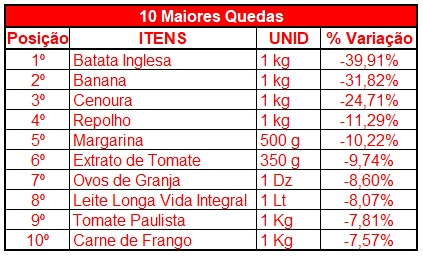 10 Maiores Quedas
Posição ITENS UNID % Variação
1º Batata Inglesa 1 kg -39,91%
2º Banana 1 kg -31,82%
3º Cenoura 1 kg -24,71%
4º Repolho 1 kg -11,29%
5º Margarina 500 g -10,22%
6º Extrato de Tomate 350 g -9,74%
7º Ovos de Granja 1 Dz -8,60%
8º Leite Longa Vida Integral 1 Lt -8,07%
9º Tomate Paulista 1 Kg -7,81%
10º Carne de Frango 1 Kg -7,57%